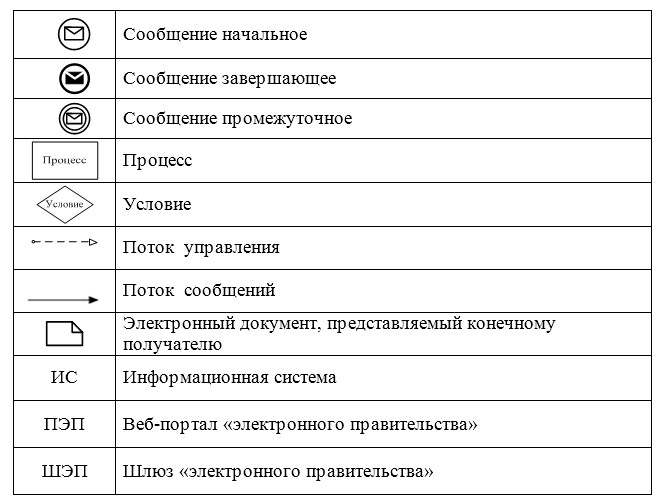 Сообщение начальное
Сообщение завершающее
Сообщение промежуточное
Процесс Процесс
Условие Условие
Поток управления
Поток сообщений
Электронный документ, представляемый конечному
получателю
ИС Информационная система
ПЭП Веб-портал «электронного правительства»
ШЭП Шлюз «электронного правительства»